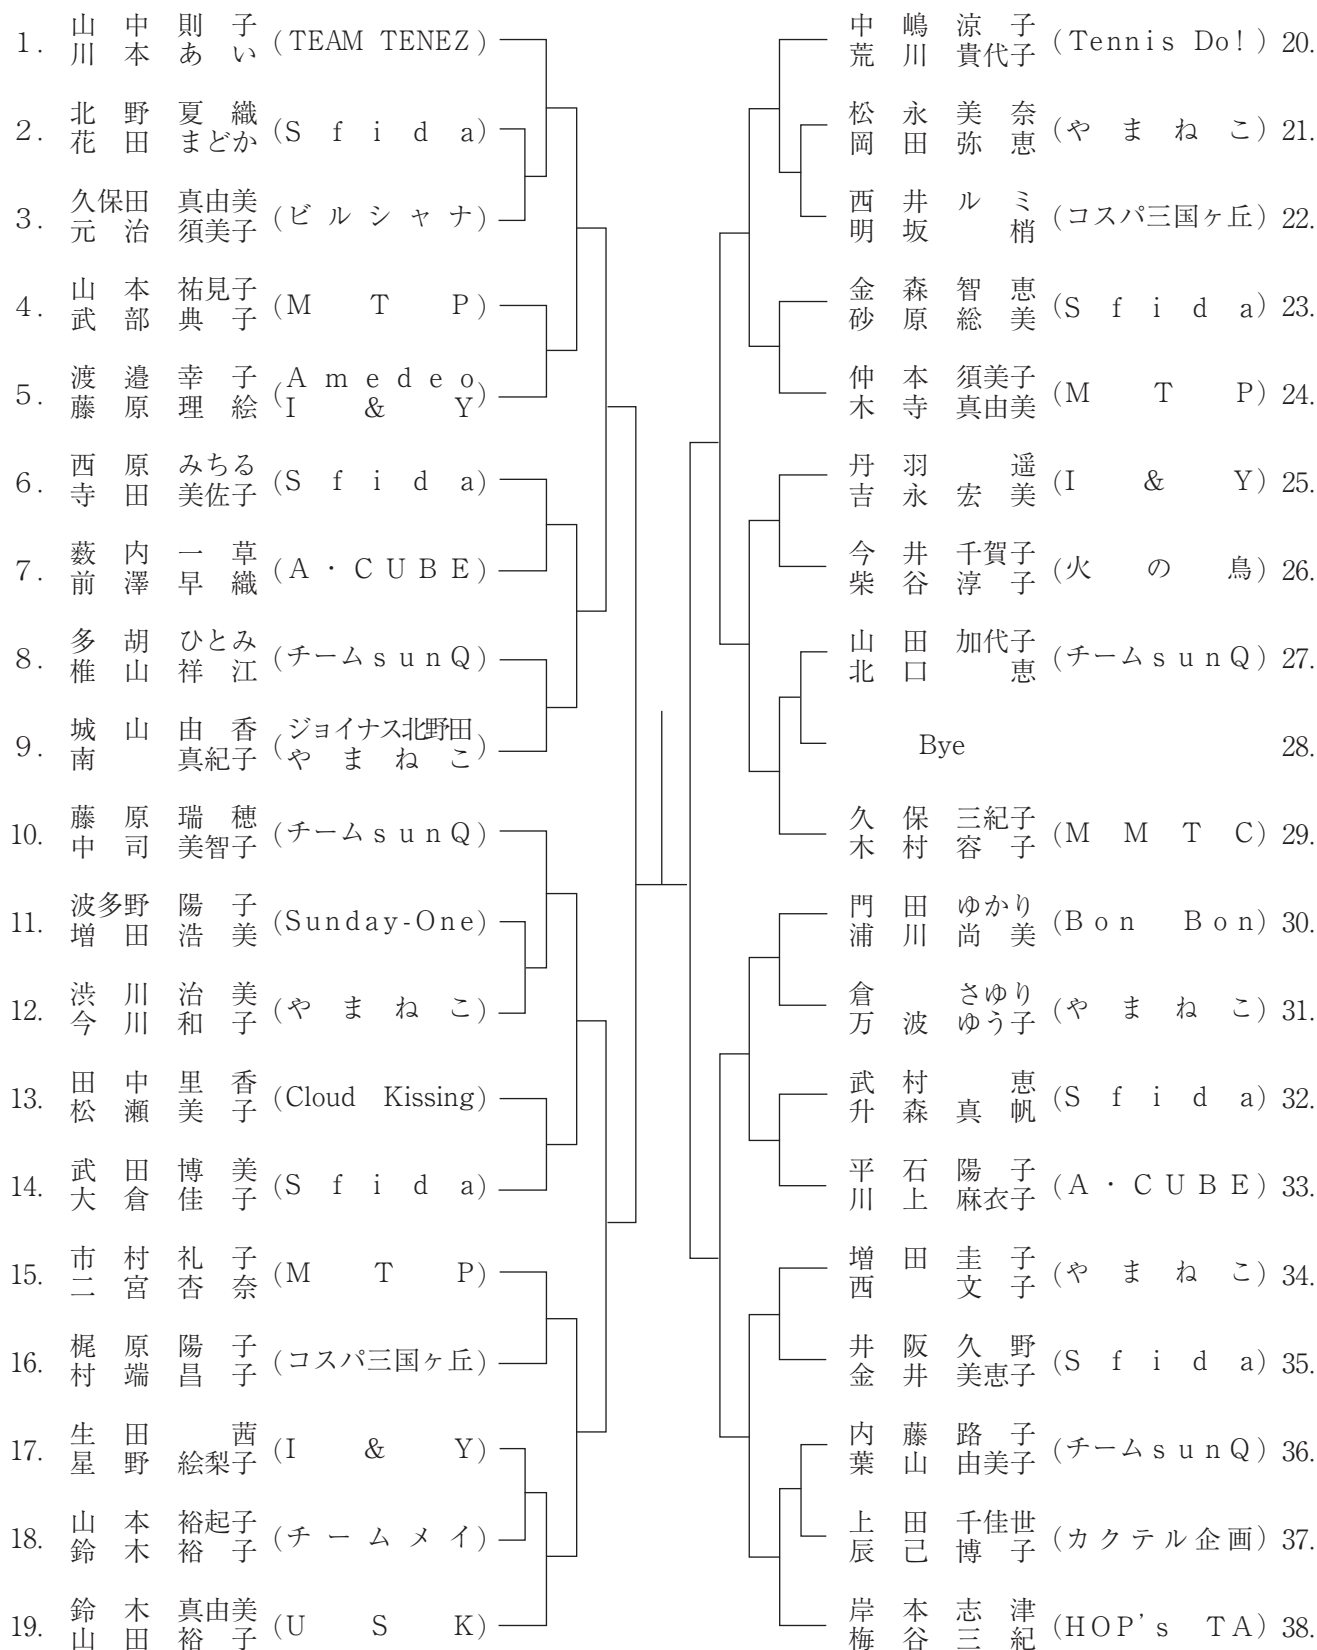 1. 山中則子 (TEAM TENEZ)
川本あい
2. 北野夏織 (Sfida)
花田まどか
3. 久保田真由美 (ビルシャナ)
元治須美子
4. 山本祐見子 (MTP)
武部典子
5. 渡邉幸子 (Amedeo
藤原理絵 I & Y)
6. 西原みちる (Sfida)
寺田美佐子
7. 薮内一草 (A・CUBE)
前澤早織
8. 多胡ひとみ (チームsunQ)
椎山祥江
9. 城山由香 (ジョイナス北野田
南真紀子 やまねこ)
10. 藤原瑞穂 (チームsunQ)
中司美智子
11. 波多野陽子 (Sunday-One)
増田浩美
12. 渋川治美 (やまねこ)
今川和子
13. 田中里香 (Cloud Kissing)
松瀬美子
14. 武田博美 (Sfida)
大倉佳子
15. 市村礼子 (MTP)
二宮杏奈
16. 梶原陽子 (コスパ三国ヶ丘)
村端昌子
17. 生田茜 (I & Y)
星野絵梨子
18. 山本裕起子 (チームメイ)
鈴木裕子
19. 鈴木真由美 (USK)
山田裕子
中嶋涼子 (Tennis Do!) 20.
荒川貴代子
松永美奈 (やまねこ) 21.
岡田弥恵
西井ルミ (コスパ三国ヶ丘) 22.
明坂梢
金森智恵 (Sfida) 23.
砂原総美
仲本須美子 (MTP) 24.
木寺真由美
丹羽遥 (I & Y) 25.
吉永宏美
今井千賀子 (火の鳥) 26.
柴谷淳子
山田加代子 (チームsunQ) 27.
北口恵
Bye 28.
久保三紀子 (MMTC) 29.
木村容子
門田ゆかり (Bon Bon) 30.
浦川尚美
倉さゆり (やまねこ) 31.
万波ゆう子
武村恵 (Sfida) 32.
升森真帆
平石陽子 (A・CUBE) 33.
川上麻衣子
増田圭子 (やまねこ) 34.
西文子
井阪久野 (Sfida) 35.
金井美恵子
内藤路子 (チームsunQ) 36.
葉山由美子
上田千佳世 (カクテル企画) 37.
辰己博子
岸本志津 (HOP's TA) 38.
梅谷三紀